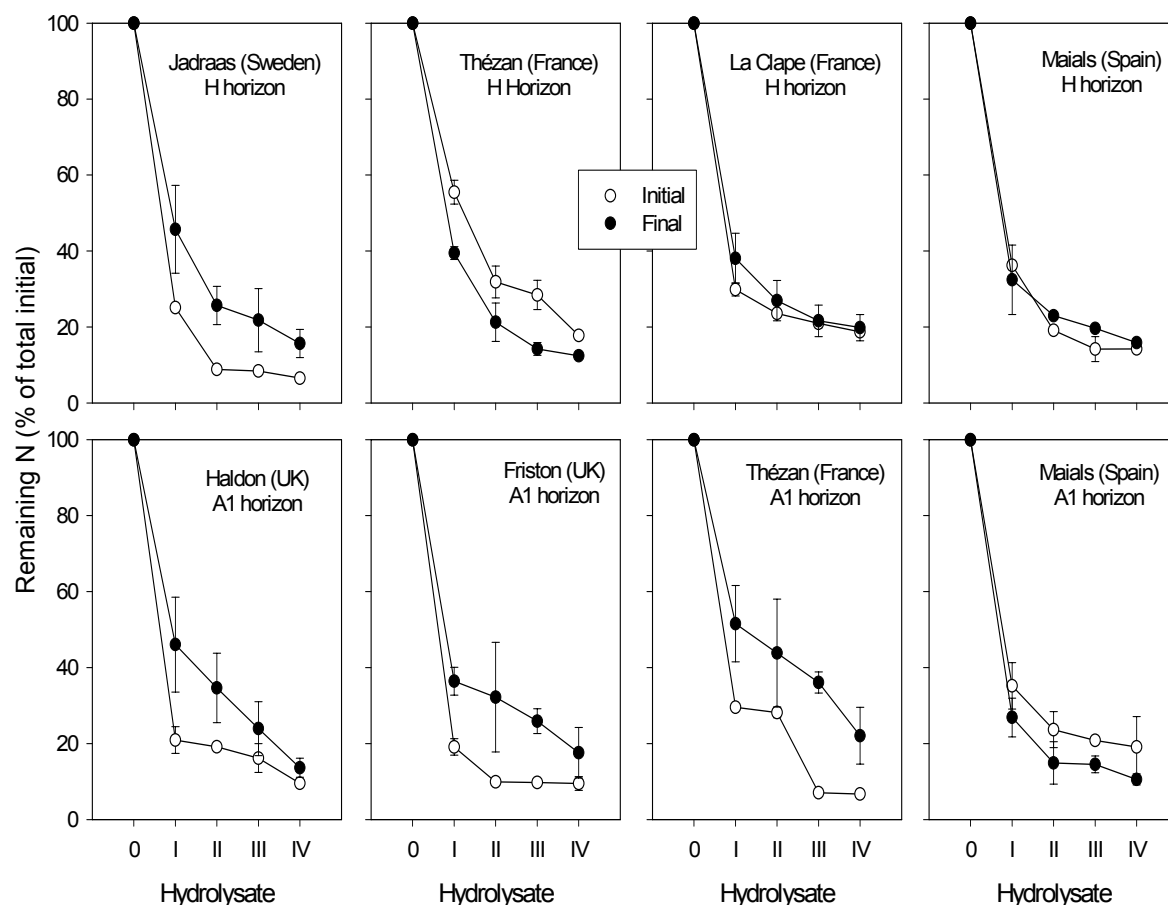 Remaining N (% of total initial)
100
80
60
40
20
0
Jadraas (Sweden)
H horizon
Thézan (France)
H Horizon
La Clape (France)
H horizon
Maials (Spain)
H horizon
Initial
Final
100
80
60
40
20
0
Haldon (UK)
A1 horizon
Friston (UK)
A1 horizon
Thézan (France)
A1 horizon
Maials (Spain)
A1 horizon
0 I II III IV
0 I II III IV
0 I II III IV
0 I II III IV
Hydrolysate
Hydrolysate
Hydrolysate
Hydrolysate